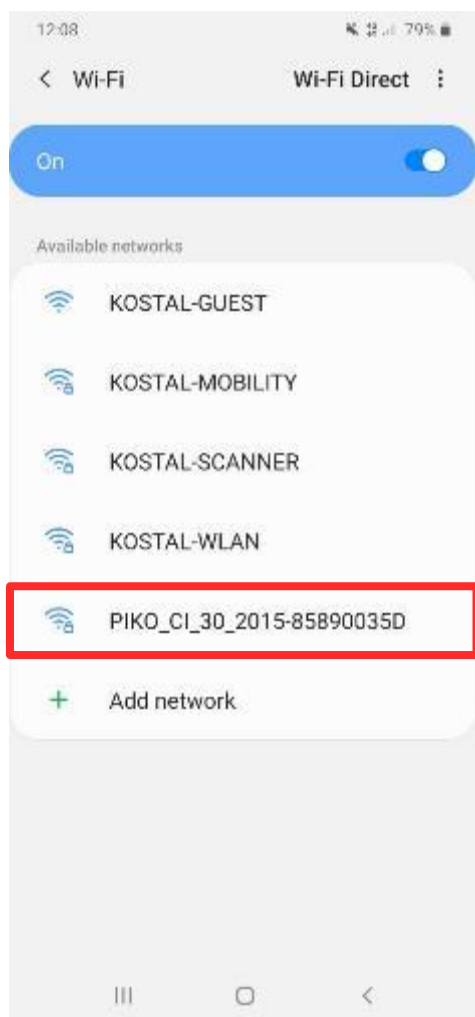 12:08 79%
Wi-Fi Wi-Fi Direct
On
Available networks
KOSTAL-GUEST
KOSTAL-MOBILITY
KOSTAL-SCANNER
KOSTAL-WLAN
PIKO_CI_30_2015-85890035D
Add network